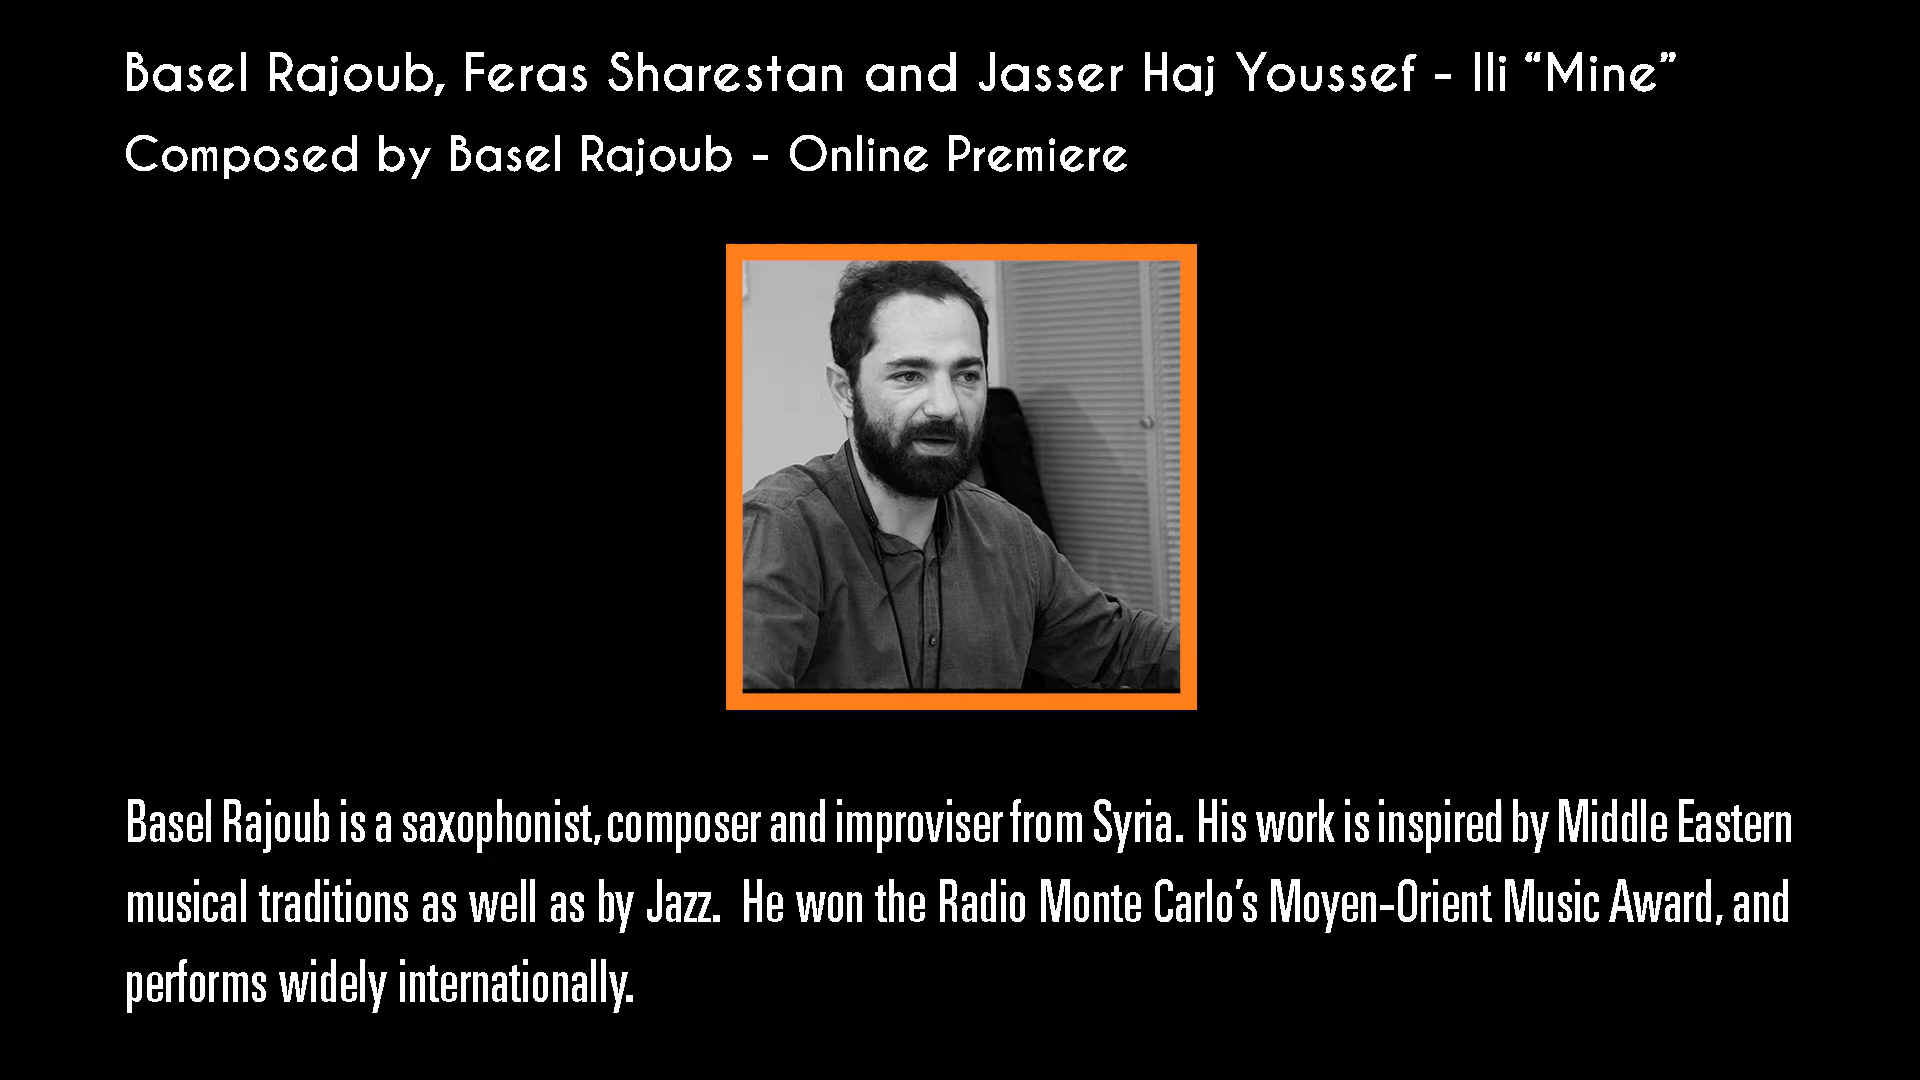 Basel Rajoub, Feras Sharestan and Jasser Haj Youssef - Ili “Mine”
Composed by Basel Rajoub - Online Premiere
Basel Rajoub is a saxophonist, composer and improviser from Syria. His work is inspired by Middle Eastern
musical traditions as well as by Jazz. He won the Radio Monte Carlo’s Moyen-Orient Music Award, and
performs widely internationally.